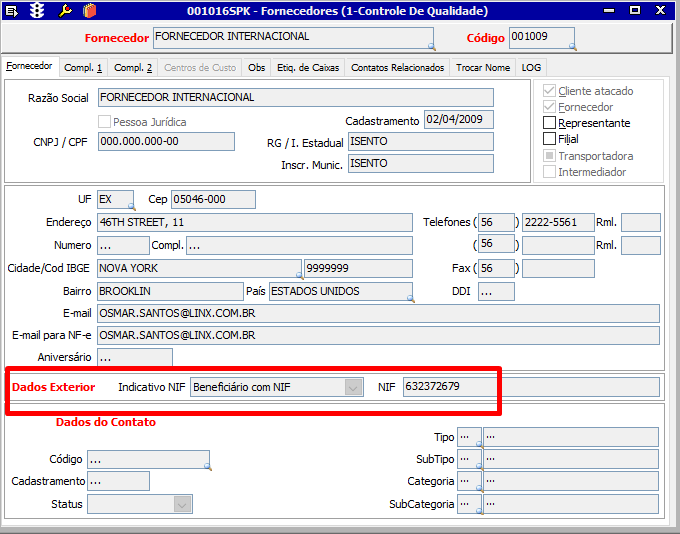 001016SPK - Fornecedores (1-Controle De Qualidade)
Fornecedor FORNECEDOR INTERNACIONAL Código 001009
Fornecedor Compl. 1 Compl. 2 Centros de Custo Obs Etiq. de Caixas Contatos Relacionados Trocar Nome LOG
Razão Social FORNECEDOR INTERNACIONAL Cliente atacado
Fornecedor
Pessoa Jurídica Cadastramento 02/04/2009 Representante
CNPJ / CPF 000.000.000-00 RG / I. Estadual ISENTO Filial
Transportadora
Inscr. Munic. ISENTO Intermediador
UF EX Cep 05046-000
Endereço 46TH STREET, 11 Telefones (56) 2222-5561 Rml.
Numero ... Compl. ... (56) Rml.
Cidade/Cod IBGE NOVA YORK 9999999 Fax (56)
Bairro BROOKLIN País ESTADOS UNIDOS DDI ...
E-mail OSMAR.SANTOS@LINX.COM.BR
E-mail para NF-e OSMAR.SANTOS@LINX.COM.BR
Aniversário ...
Dados Exterior Indicativo NIF Beneficiário com NIF NIF 632372679
Dados do Contato
Tipo ... ...
Código ... SubTipo ... ...
Cadastramento ... Categoria ... ...
Status SubCategoria ... ...